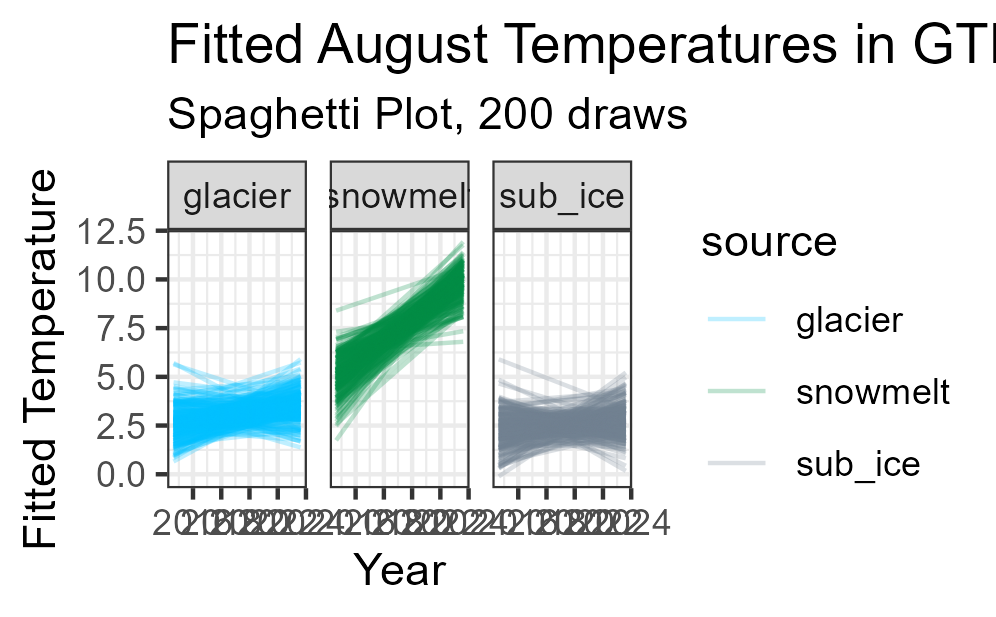 Fitted August Temperatures in GT
Spaghetti Plot, 200 draws
glacier
snowmelt
sub_ice
Fitted Temperature
12.5
10.0
7.5
5.0
2.5
0.0
Year
source
glacier
snowmelt
sub_ice